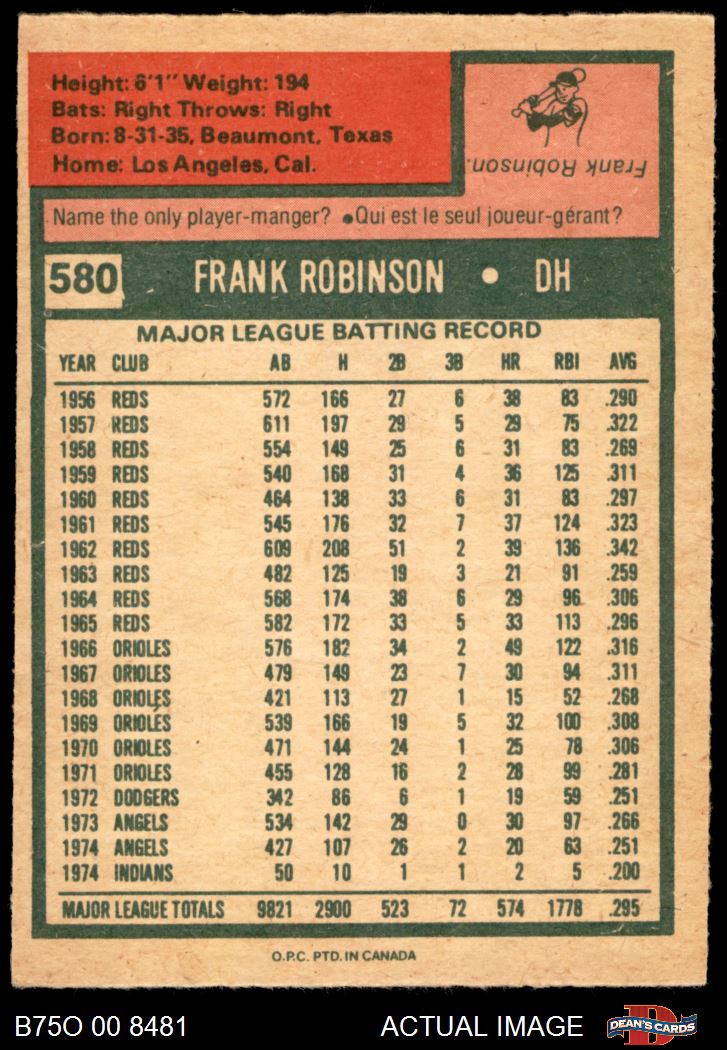 Height: 6'1" Weight: 194
Bats: Right Throws: Right
Born: 8-31-35, Beaumont, Texas
Home: Los Angeles, Cal.
Frank Robinson.
Name the only player-manger? ●Qui est le seul joueur-gérant?
580 FRANK ROBINSON • DH
MAJOR LEAGUE BATTING RECORD
YEAR CLUB AB H 2B 3B HR RBI AVG
1956 REDS 572 166 27 6 38 83 .290
1957 REDS 611 197 29 5 29 75 .322
1958 REDS 554 149 25 6 31 83 .269
1959 REDS 540 168 31 4 36 125 .311
1960 REDS 464 138 33 6 31 83 .297
1961 REDS 545 176 32 7 37 124 .323
1962 REDS 609 208 51 2 39 136 .342
1963 REDS 482 125 19 3 21 91 .259
1964 REDS 568 174 38 6 29 96 .306
1965 REDS 582 172 33 5 33 113 .296
1966 ORIOLES 576 182 34 2 49 122 .316
1967 ORIOLES 479 149 23 7 30 94 .311
1968 ORIOLES 421 113 27 1 15 52 .268
1969 ORIOLES 539 166 19 5 32 100 .308
1970 ORIOLES 471 144 24 1 25 78 .306
1971 ORIOLES 455 128 16 2 28 99 .281
1972 DODGERS 342 86 6 1 19 59 .251
1973 ANGELS 534 142 29 0 30 97 .266
1974 ANGELS 427 107 26 2 20 63 .251
1974 INDIANS 50 10 1 1 2 5 .200
MAJOR LEAGUE TOTALS 9821 2900 523 72 574 1778 .295
O.P.C. PTD. IN CANADA
B75O 00 8481 ACTUAL IMAGE DEAN'S CARDS